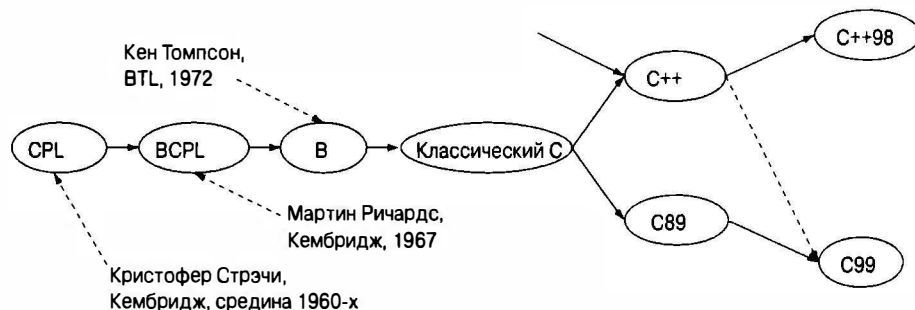 Кен Томпсон,
BTL, 1972
C++98
C++
CPL
BCPL
B
Классический С
Мартин Ричардс,
Кембридж, 1967
C89
C99
Кристофер Стрэчи,
Кембридж, средина 1960-х